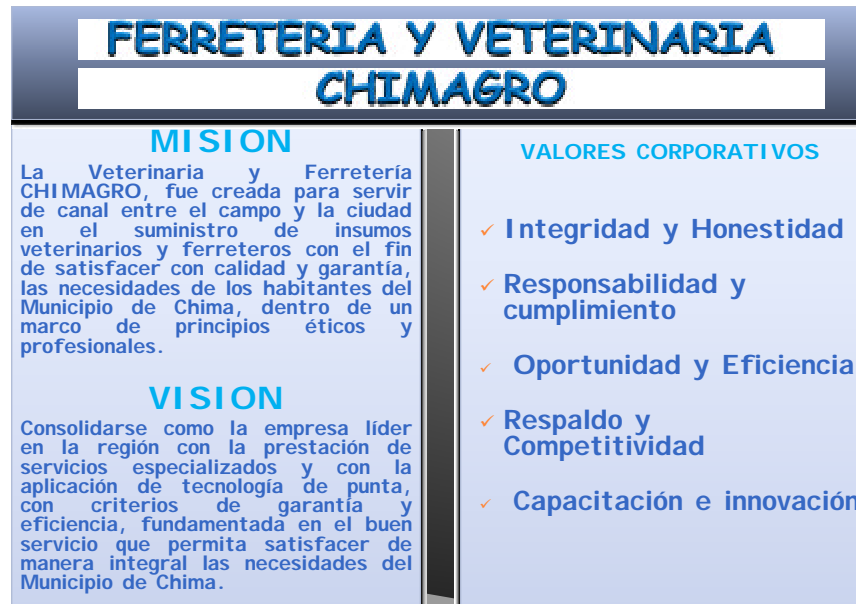 FERRETERIA Y VETERINARIA
CHIMAGRO
MISION
La Veterinaria y Ferretería
CHIMAGRO, fue creada para servir
de canal entre el campo y la ciudad
en el suministro de insumos
veterinarios y ferreteros con el fin
de satisfacer con calidad y garantía,
las necesidades de los habitantes del
Municipio de Chima, dentro de un
marco de principios éticos y
profesionales.
VISION
Consolidarse como la empresa líder
en la región con la prestación de
servicios especializados y con la
aplicación de tecnología de punta,
con criterios de garantía y
eficiencia, fundamentada en el buen
servicio que permita satisfacer de
manera integral las necesidades del
Municipio de Chima.
VALORES CORPORATIVOS
✓ Integridad y Honestidad
✓ Responsabilidad y
cumplimiento
✓ Oportunidad y Eficiencia
✓ Respaldo y
Competitividad
✓ Capacitación e innovación